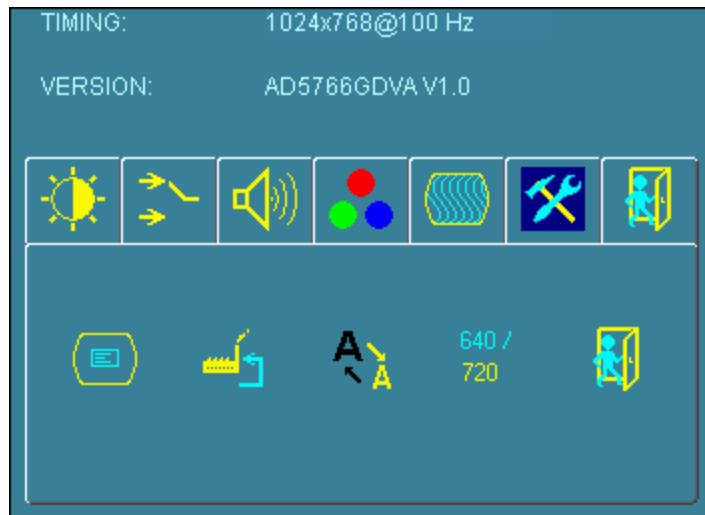 TIMING: 1024x768@100 Hz
VERSION: AD5766GDVA V1.0
A
A
640 /
720